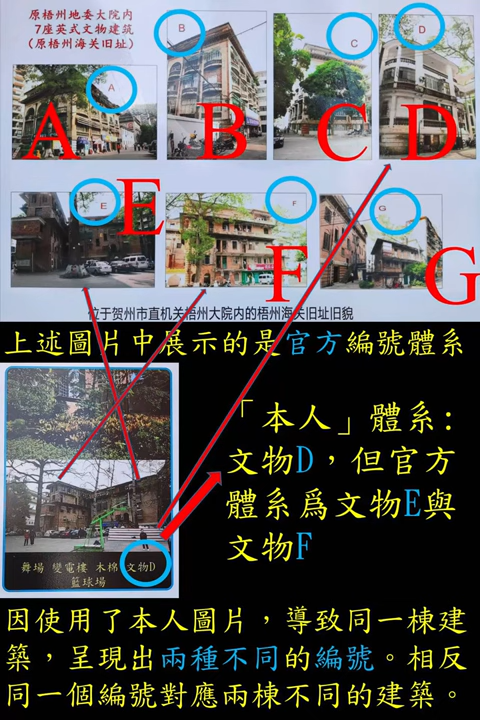 原梧州地委大院内
7座英式文物建筑
(原梧州海关旧址)
A
B
C
D
A
B
C
D
E
F
G
E
F
G
位于贺州市直机关梧州大院内的梧州海关旧址旧貌
上述圖片中展示的是官方編號體系
「本人」體系:
文物D，但官方
體系爲文物E與
文物F
舞場 變電樓 木棉 文物D
籃球場
因使用了本人圖片，導致同一棟建
築，呈現出兩種不同的編號。相反
同一個編號對應兩棟不同的建築。